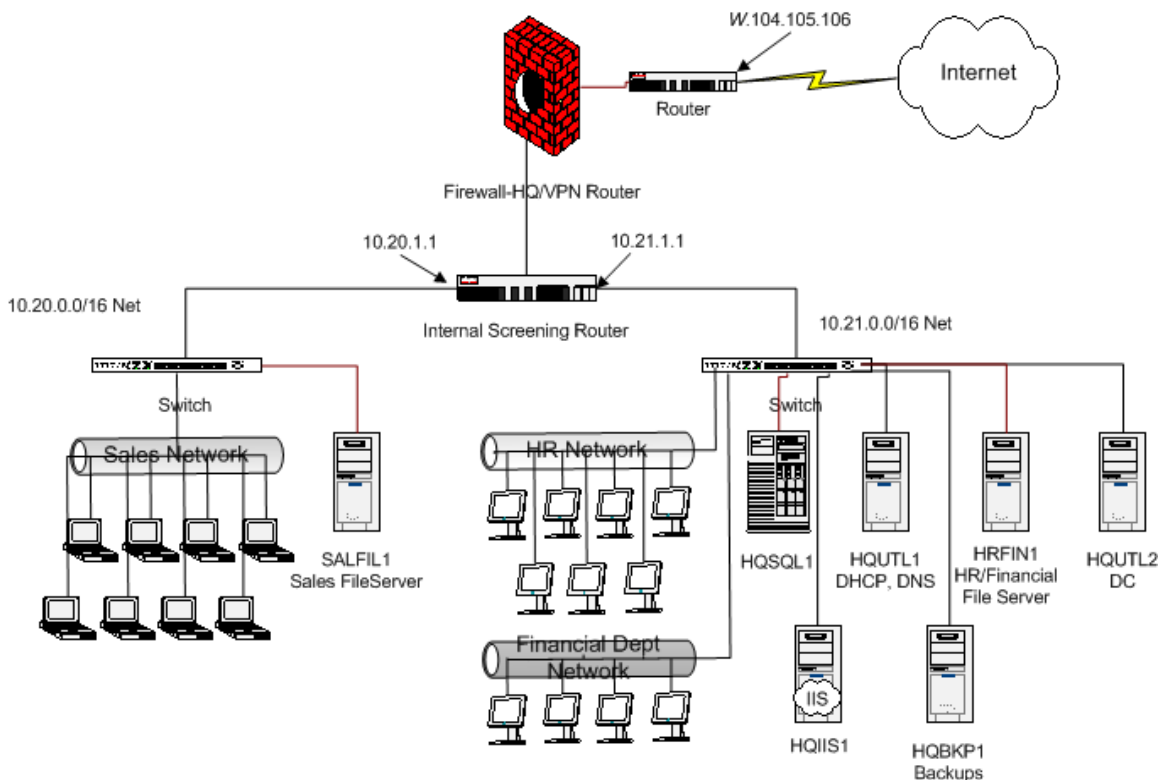 W.104.105.106
Internet
Router
Firewall-HQ/VPN Router
10.20.1.1
10.21.1.1
10.20.0.0/16 Net
Internal Screening Router
10.21.0.0/16 Net
Switch
Switch
Sales Network
HR Network
SALFIL1
Sales FileServer
HQSQL1
HQUTL1
DHCP, DNS
HRFIN1
HR/Financial
File Server
HQUTL2
DC
Financial Dept
Network
IIS
HQIIS1
HQBKP1
Backups